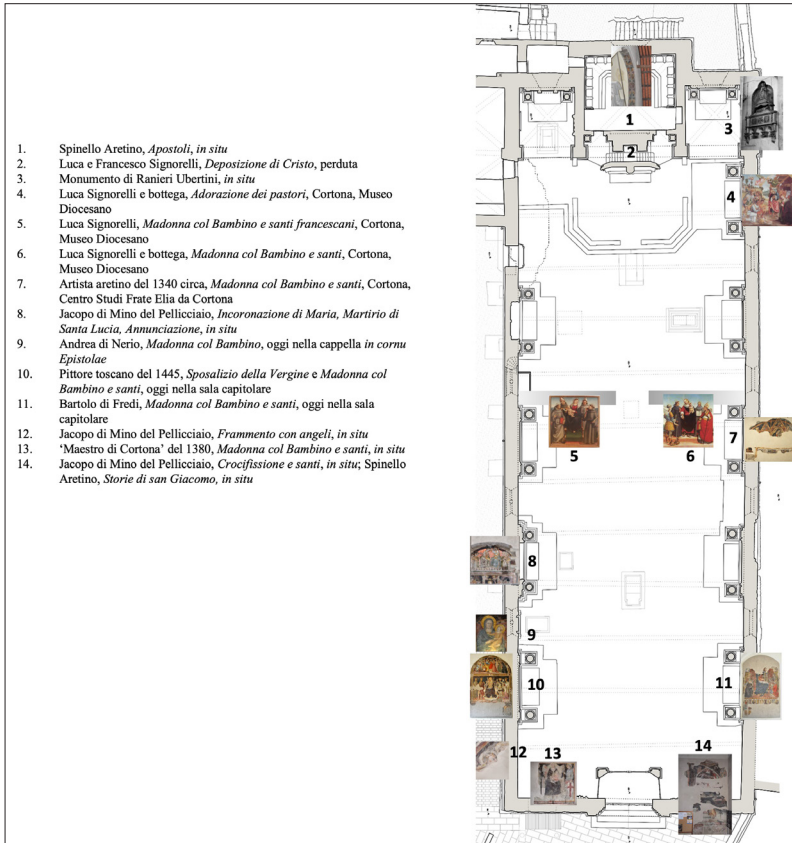 1. Spinello Aretino, Apostoli, in situ
2. Luca e Francesco Signorelli, Deposizione di Cristo, perduta
3. Monumento di Ranieri Ubertini, in situ
4. Luca Signorelli e bottega, Adorazione dei pastori, Cortona, Museo
Diocesano
5. Luca Signorelli, Madonna col Bambino e santi francescani, Cortona,
Museo Diocesano
6. Luca Signorelli e bottega, Madonna col Bambino e santi, Cortona,
Museo Diocesano
7. Artista aretino del 1340 circa, Madonna col Bambino e santi, Cortona,
Centro Studi Frate Elia da Cortona
8. Jacopo di Mino del Pellicciaio, Incoronazione di Maria, Martirio di
Santa Lucia, Annunciazione, in situ
9. Andrea di Nerio, Madonna col Bambino, oggi nella cappella in cornu
Epistolae
10. Pittore toscano del 1445, Sposalizio della Vergine e Madonna col
Bambino e santi, oggi nella sala capitolare
11. Bartolo di Fredi, Madonna col Bambino e santi, oggi nella sala
capitolare
12. Jacopo di Mino del Pellicciaio, Frammento con angeli, in situ
13. ‘Maestro di Cortona’ del 1380, Madonna col Bambino e santi, in situ
14. Jacopo di Mino del Pellicciaio, Crocifissione e santi, in situ; Spinello
Aretino, Storie di san Giacomo, in situ
1
3
2
4
7
5
6
8
9
10
11
12
13
14